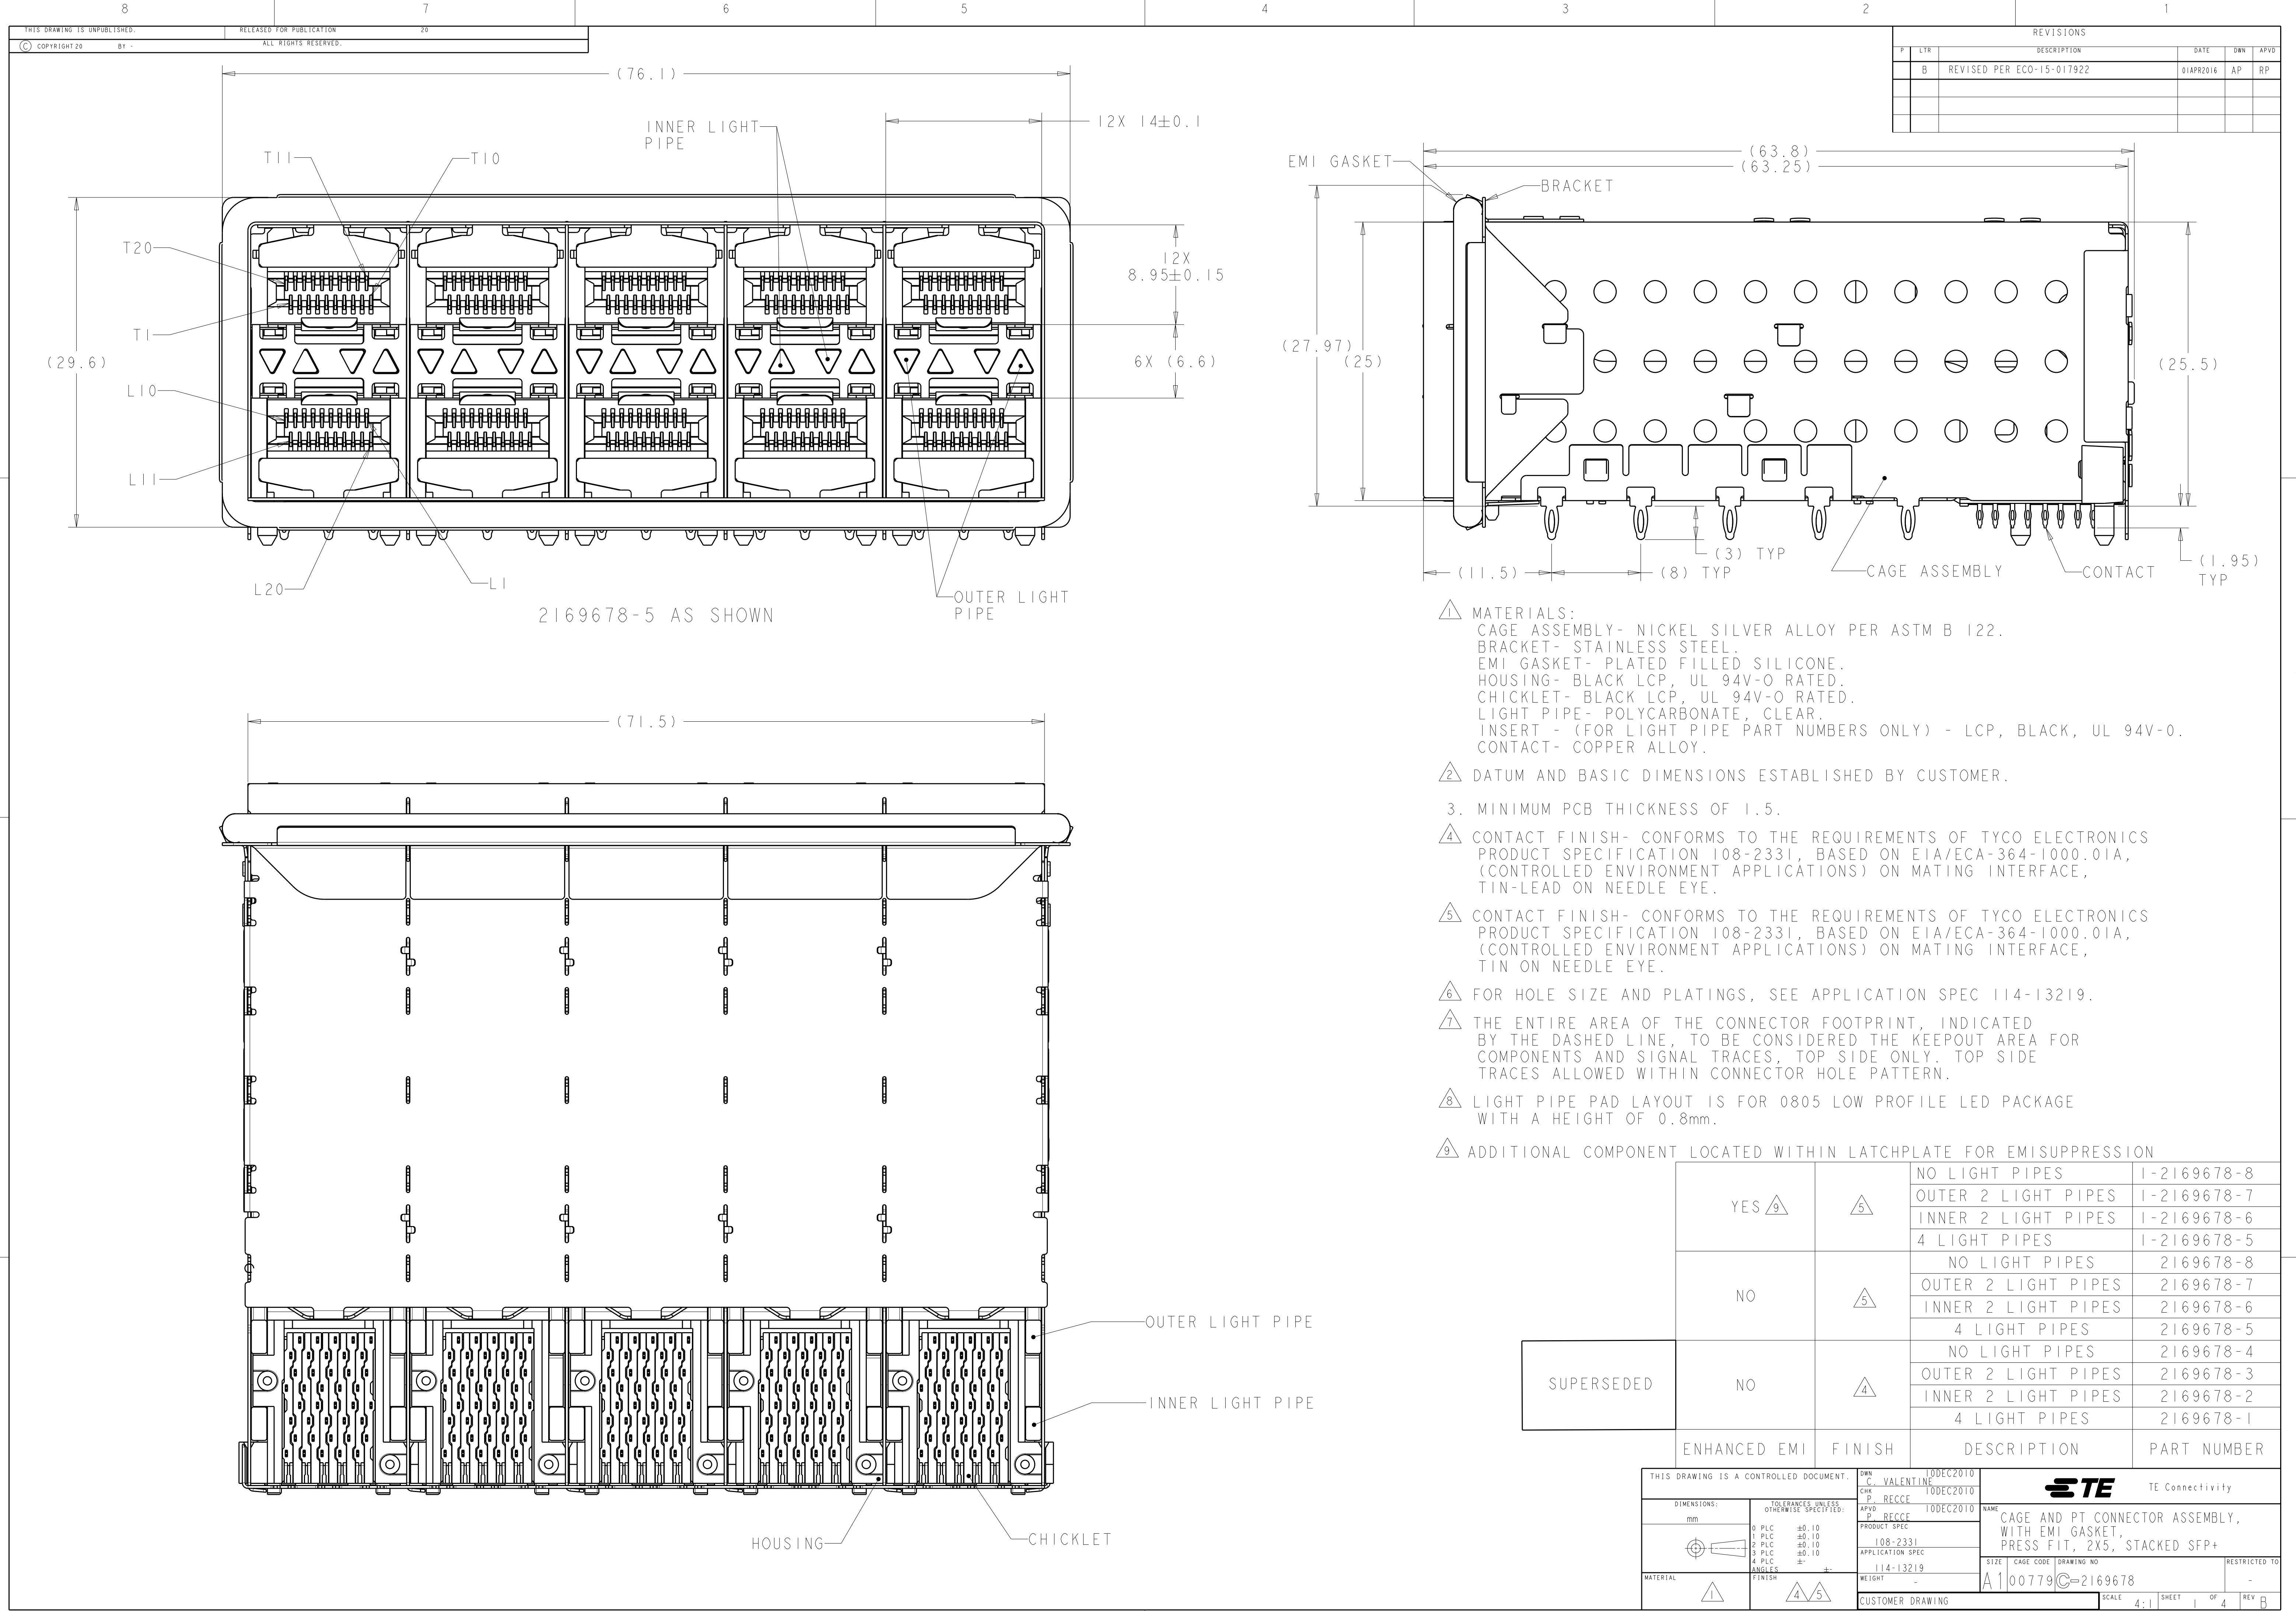 8 7 6 5 4 3 2 1
THIS DRAWING IS UNPUBLISHED. RELEASED FOR PUBLICATION 20
© COPYRIGHT 20 BY - ALL RIGHTS RESERVED.
REVISIONS
P LTR DESCRIPTION DATE DWN APVD
B REVISED PER ECO-15-017922 01APR2016 AP RP
(76.1)
12X 14±0.1
INNER LIGHT
PIPE
T11
T10
T20
T1
(29.6)
L10
L11
L20
L1
12X
8.95±0.15
6X (6.6)
OUTER LIGHT
PIPE
2169678-5 AS SHOWN
(63.8)
(63.25)
EMI GASKET
BRACKET
(27.97)
(25)
(25.5)
(3) TYP
(11.5)
(8) TYP
CAGE ASSEMBLY
CONTACT
(1.95)
TYP
(71.5)
OUTER LIGHT PIPE
INNER LIGHT PIPE
HOUSING
CHICKLET
1 MATERIALS:
CAGE ASSEMBLY- NICKEL SILVER ALLOY PER ASTM B 122.
BRACKET- STAINLESS STEEL.
EMI GASKET- PLATED FILLED SILICONE.
HOUSING- BLACK LCP, UL 94V-O RATED.
CHICKLET- BLACK LCP, UL 94V-O RATED.
LIGHT PIPE- POLYCARBONATE, CLEAR.
INSERT - (FOR LIGHT PIPE PART NUMBERS ONLY) - LCP, BLACK, UL 94V-0.
CONTACT- COPPER ALLOY.
2 DATUM AND BASIC DIMENSIONS ESTABLISHED BY CUSTOMER.
3. MINIMUM PCB THICKNESS OF 1.5.
4 CONTACT FINISH- CONFORMS TO THE REQUIREMENTS OF TYCO ELECTRONICS
PRODUCT SPECIFICATION 108-2331, BASED ON EIA/ECA-364-1000.01A,
(CONTROLLED ENVIRONMENT APPLICATIONS) ON MATING INTERFACE,
TIN-LEAD ON NEEDLE EYE.
5 CONTACT FINISH- CONFORMS TO THE REQUIREMENTS OF TYCO ELECTRONICS
PRODUCT SPECIFICATION 108-2331, BASED ON EIA/ECA-364-1000.01A,
(CONTROLLED ENVIRONMENT APPLICATIONS) ON MATING INTERFACE,
TIN ON NEEDLE EYE.
6 FOR HOLE SIZE AND PLATINGS, SEE APPLICATION SPEC 114-13219.
7 THE ENTIRE AREA OF THE CONNECTOR FOOTPRINT, INDICATED
BY THE DASHED LINE, TO BE CONSIDERED THE KEEPOUT AREA FOR
COMPONENTS AND SIGNAL TRACES, TOP SIDE ONLY. TOP SIDE
TRACES ALLOWED WITHIN CONNECTOR HOLE PATTERN.
8 LIGHT PIPE PAD LAYOUT IS FOR 0805 LOW PROFILE LED PACKAGE
WITH A HEIGHT OF 0.8mm.
9 ADDITIONAL COMPONENT LOCATED WITHIN LATCHPLATE FOR EMISUPPRESSION
YES 9 5
NO LIGHT PIPES 1-2169678-8
OUTER 2 LIGHT PIPES 1-2169678-7
INNER 2 LIGHT PIPES 1-2169678-6
4 LIGHT PIPES 1-2169678-5
NO 5
NO LIGHT PIPES 2169678-8
OUTER 2 LIGHT PIPES 2169678-7
INNER 2 LIGHT PIPES 2169678-6
4 LIGHT PIPES 2169678-5
SUPERSEDED NO 4
NO LIGHT PIPES 2169678-4
OUTER 2 LIGHT PIPES 2169678-3
INNER 2 LIGHT PIPES 2169678-2
4 LIGHT PIPES 2169678-1
ENHANCED EMI FINISH DESCRIPTION PART NUMBER
THIS DRAWING IS A CONTROLLED DOCUMENT.
DIMENSIONS:
mm
TOLERANCES UNLESS
OTHERWISE SPECIFIED:
0 PLC ±0.10
1 PLC ±0.10
2 PLC ±0.10
3 PLC ±0.10
4 PLC ±-
ANGLES ±-
MATERIAL 1
FINISH 4 5
DWN 10DEC2010
C. VALENTINE
CHK 10DEC2010
P. RECCE
APVD 10DEC2010
P. RECCE
PRODUCT SPEC
108-2331
APPLICATION SPEC
114-13219
WEIGHT -
CUSTOMER DRAWING
TE TE Connectivity
NAME
CAGE AND PT CONNECTOR ASSEMBLY,
WITH EMI GASKET,
PRESS FIT, 2X5, STACKED SFP+
SIZE CAGE CODE DRAWING NO RESTRICTED TO
A1 00779 C-2169678 -
SCALE 4:1 SHEET 1 OF 4 REV B